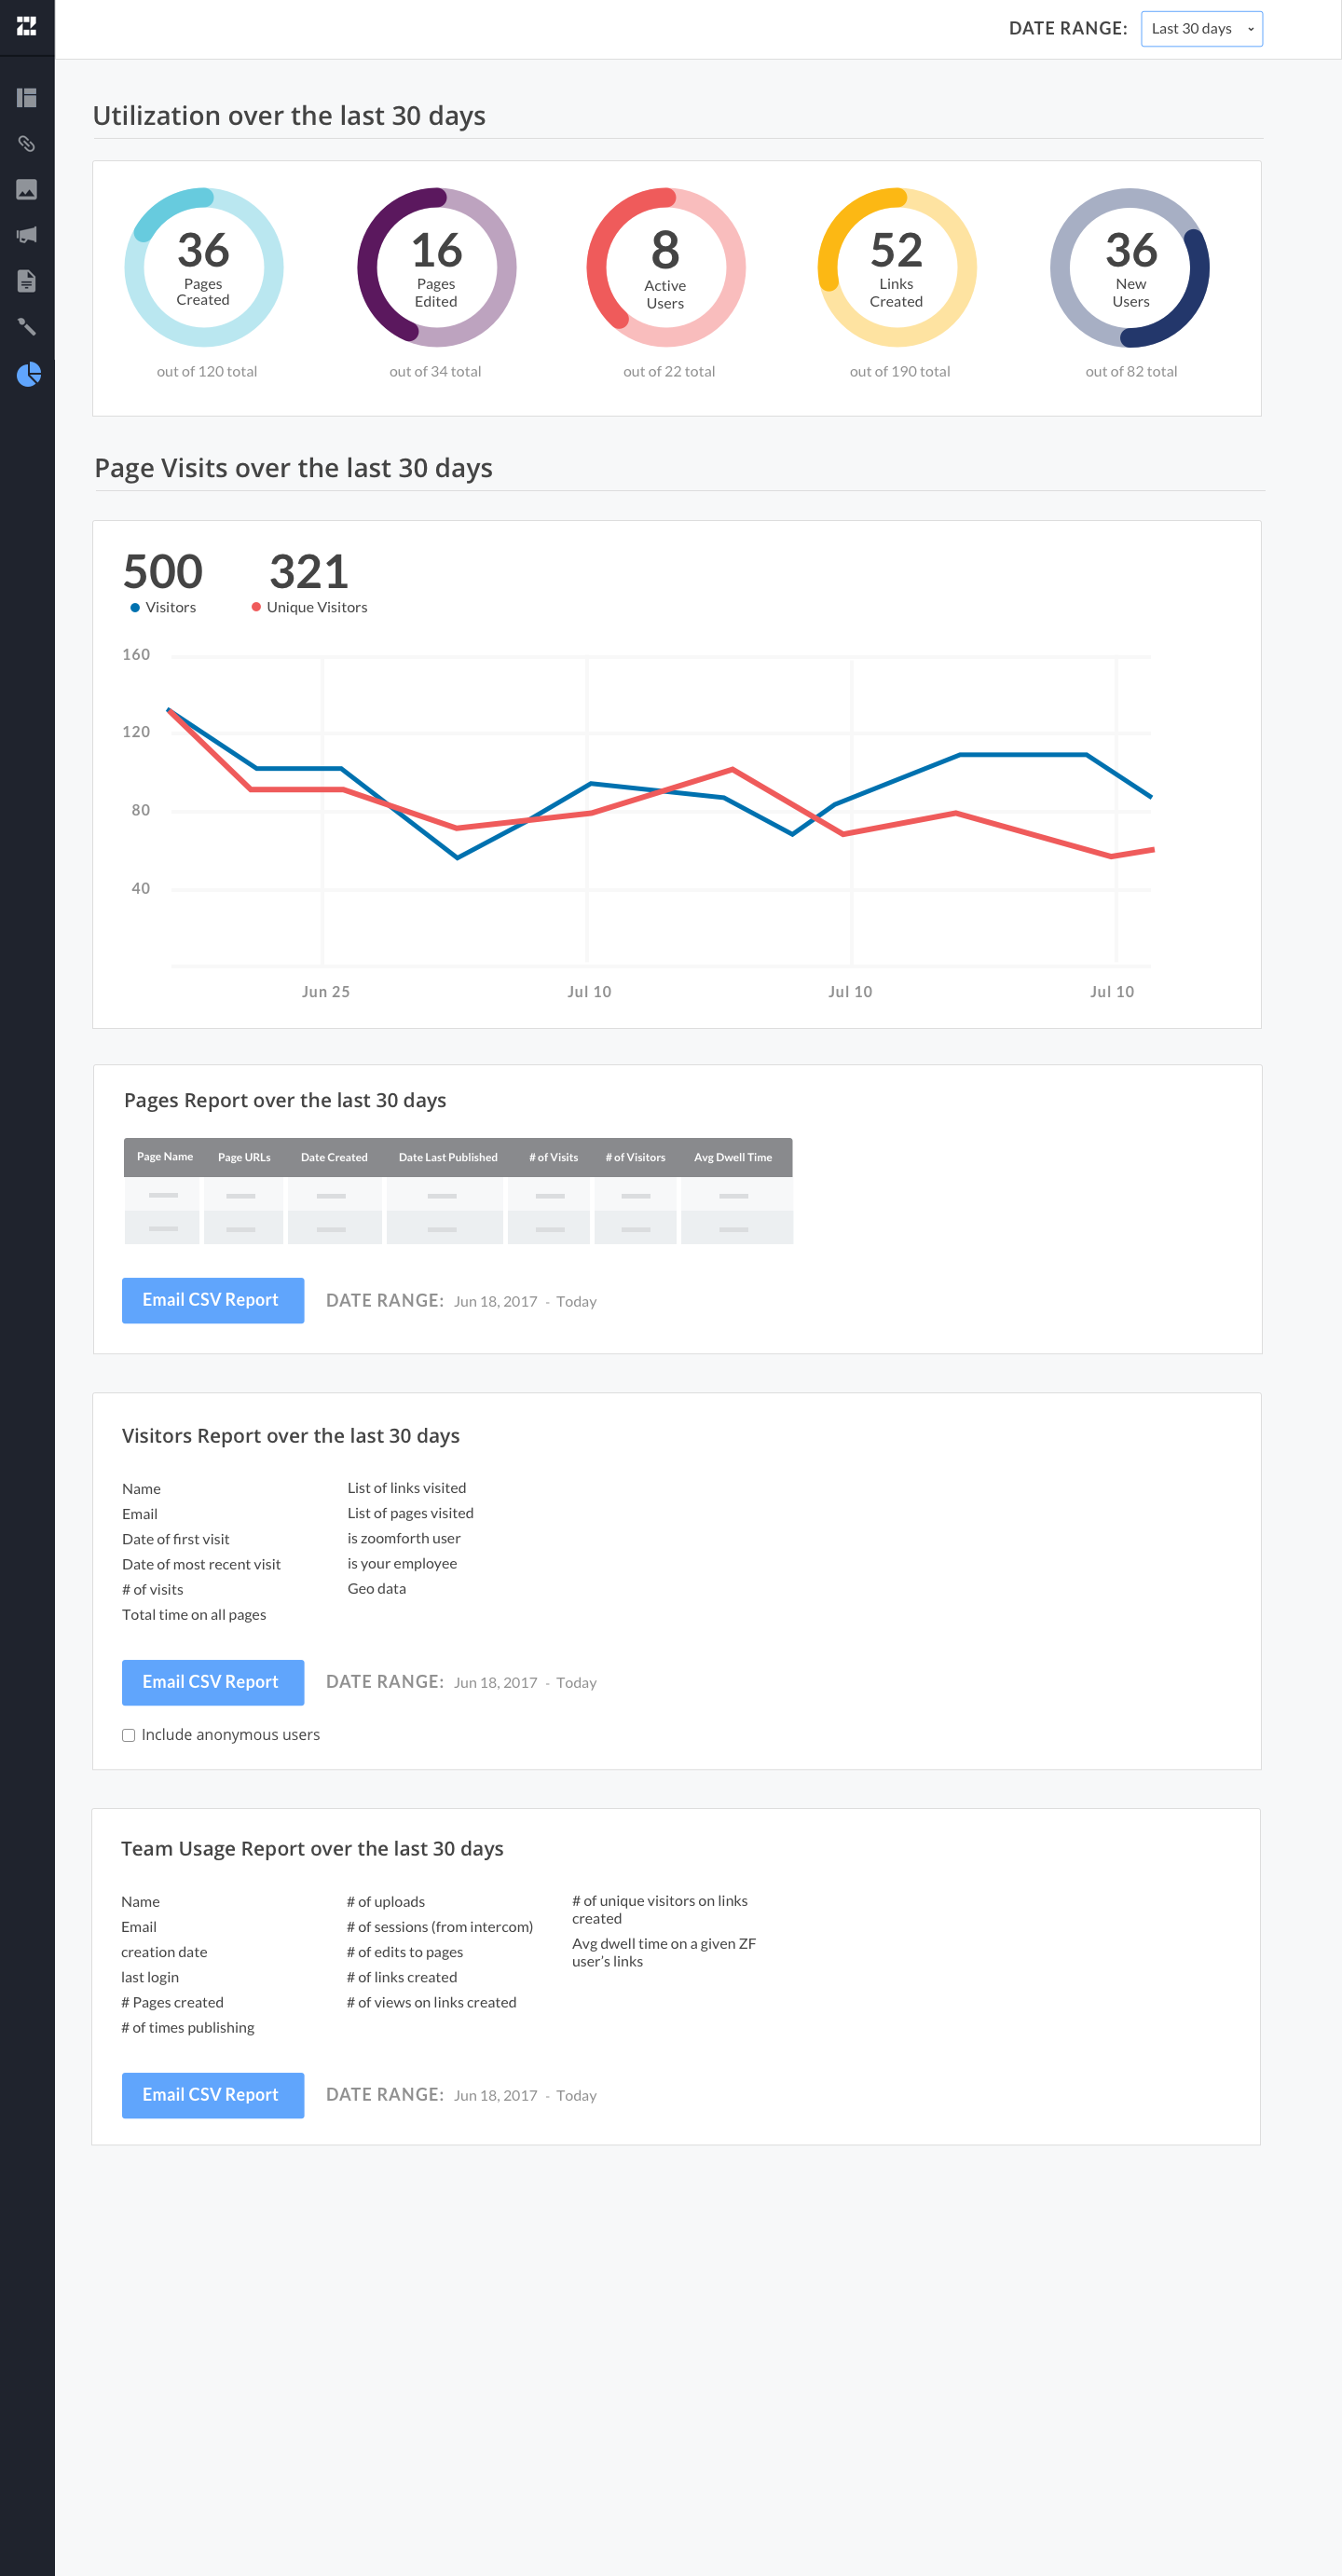 DATE RANGE: Last 30 days
Utilization over the last 30 days
36
Pages
Created
out of 120 total
16
Pages
Edited
out of 34 total
8
Active
Users
out of 22 total
52
Links
Created
out of 190 total
36
New
Users
out of 82 total
Page Visits over the last 30 days
500
Visitors
321
Unique Visitors
160
120
80
40
Jun 25
Jul 10
Jul 10
Jul 10
Pages Report over the last 30 days
Page Name Page URLs Date Created Date Last Published # of Visits # of Visitors Avg Dwell Time
Email CSV Report
DATE RANGE: Jun 18, 2017 - Today
Visitors Report over the last 30 days
Name
Email
Date of first visit
Date of most recent visit
# of visits
Total time on all pages
List of links visited
List of pages visited
is zoomforth user
is your employee
Geo data
Email CSV Report
DATE RANGE: Jun 18, 2017 - Today
Include anonymous users
Team Usage Report over the last 30 days
Name
Email
creation date
last login
# Pages created
# of times publishing
# of uploads
# of sessions (from intercom)
# of edits to pages
# of links created
# of views on links created
# of unique visitors on links
created
Avg dwell time on a given ZF
user's links
Email CSV Report
DATE RANGE: Jun 18, 2017 - Today